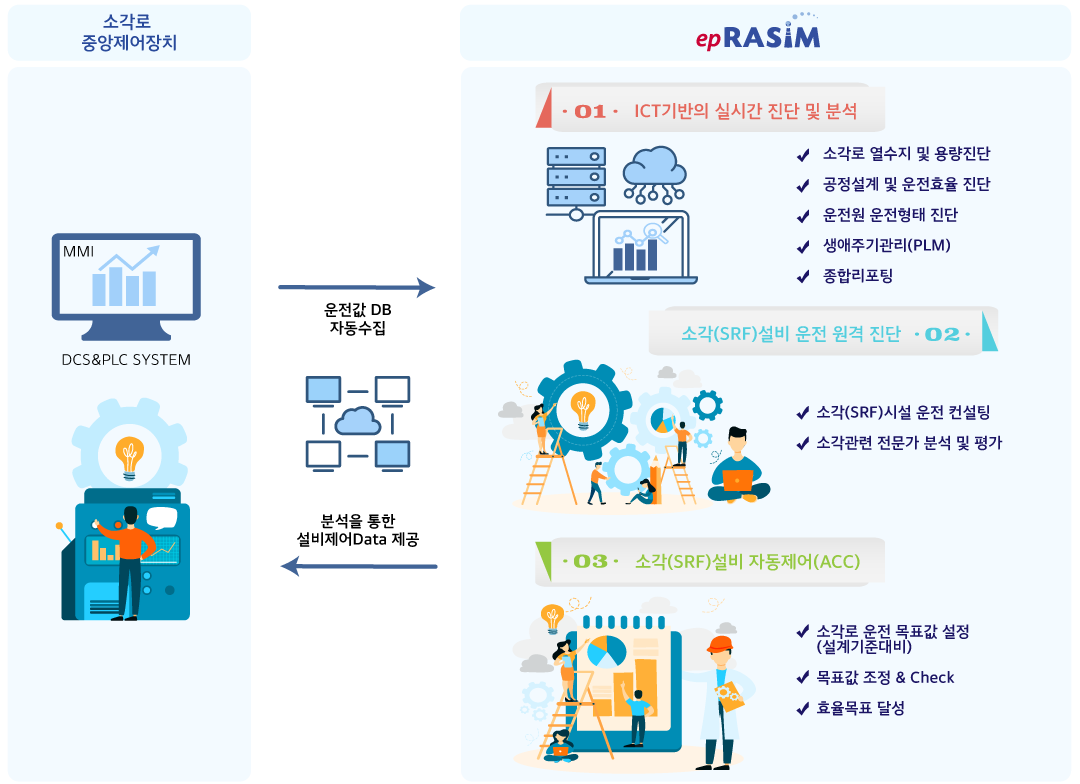 소각로
중앙제어장치
epRASIM
MMI
DCS&PLC SYSTEM
운전값 DB
자동수집
분석을 통한
설비제어Data 제공
· 01 · ICT기반의 실시간 진단 및 분석
소각로 열수지 및 용량진단
공정설계 및 운전효율 진단
운전원 운전형태 진단
생애주기관리(PLM)
종합리포팅
소각(SRF)설비 운전 원격 진단 · 02 ·
소각(SRF)시설 운전 컨설팅
소각관련 전문가 분석 및 평가
· 03 · 소각(SRF)설비 자동제어(ACC)
소각로 운전 목표값 설정
(설계기준대비)
목표값 조정 & Check
효율목표 달성